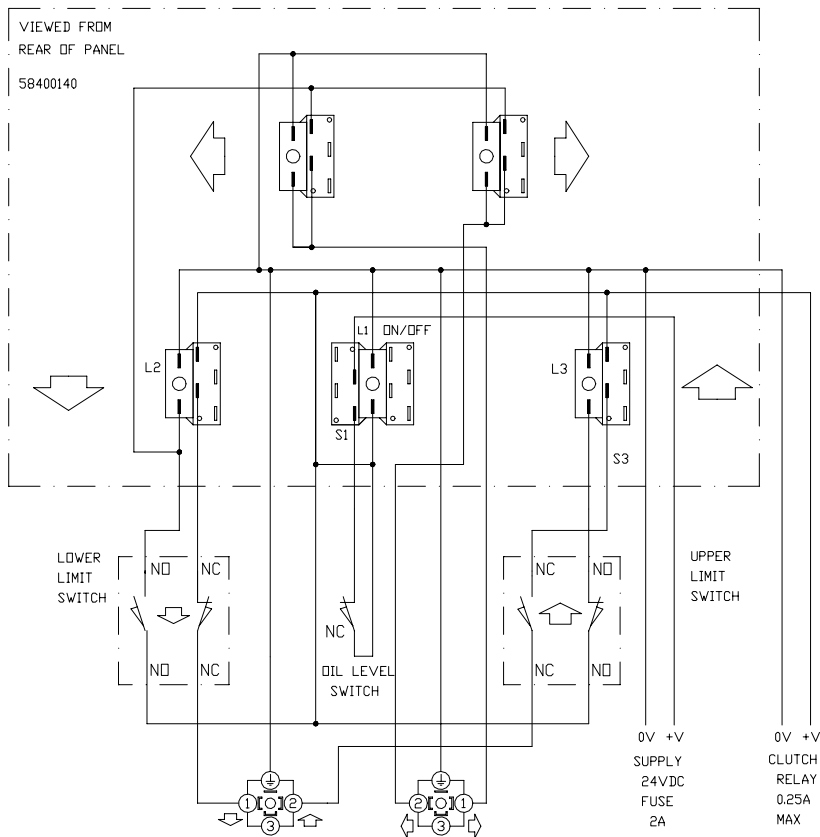 VIEWED FROM
REAR OF PANEL
58400140
L1 ON/OFF
L2
L3
S1
S3
LOWER
LIMIT
SWITCH
NO NC
NO NC
NC
OIL LEVEL
SWITCH
NC NO
NC NO
UPPER
LIMIT
SWITCH
0V +V
SUPPLY
24VDC
FUSE
2A
0V +V
CLUTCH
RELAY
0.25A
MAX
1 2
3
2 1
3